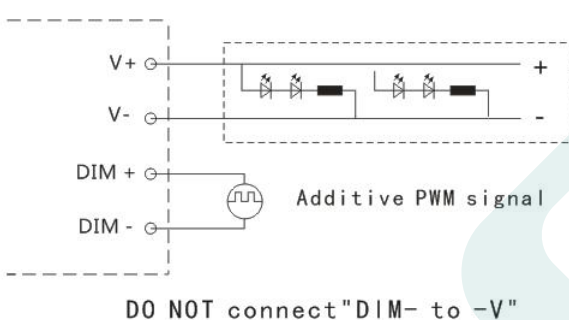 V+
+
V-
-
DIM +
Additive PWM signal
DIM -
DO NOT connect"DIM- to -V"